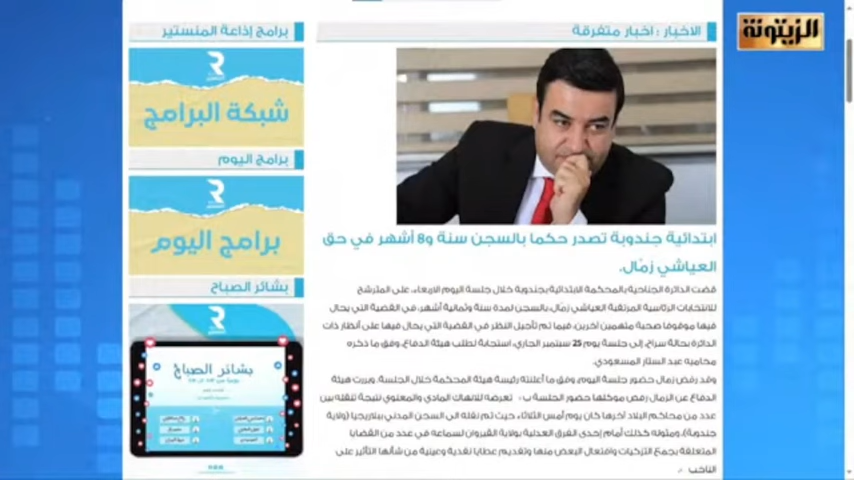 الزيتونة
الاخبار : اخبار متفرقة
ابتدائية جندوبة تصدر حكما بالسجن سنة و8 أشهر في حق
العياشي زمّال.
قضت الدائرة الجناحية بالمحكمة الابتدائية بجندوبة خلال جلسة اليوم الاربعاء، على المترشح
للانتخابات الرئاسية المرتقبة العياشي زمّال، بالسجن لمدة سنة وثمانية أشهر، في القضية التي يحال
فيها موقوفا صحبة متهمين آخرين، فيما تم تأجيل النظر في القضية التي يحال فيها على أنظار ذات
الدائرة بحالة سراح، إلى جلسة يوم 25 سبتمبر الجاري، استجابة لطلب هيئة الدفاع، وفق ما ذكره
محاميه عبد الستار المسعودي.
وقد رفض زمال حضور جلسة اليوم، وفق ما أعلنته رئيسة هيئة المحكمة خلال الجلسة، وبررت هيئة
الدفاع عن الزمال رفض موكلها حضور الجلسة ب- تعرضه للانهاك المادي والمعنوي نتيجة تنقله بين
عدد من محاكم البلاد آخرها كان يوم أمس الثلاثاء، حيث تم نقله الى السجن المدني ببلاريجيا (ولاية
جندوبة)، ومثوله كذلك أمام إحدى الفرق العدلية بولاية القيروان لسماعه في عدد من القضايا
المتعلقة بجمع التزكيات وافتعال البعض منها وتقديم عطايا نقدية وعينية من شأنها التأثير على
الناخب
برامج إذاعة المنستير
شبكة البرامج
برامج اليوم
برامج اليوم
بشائر الصباح
بشائر الصباح